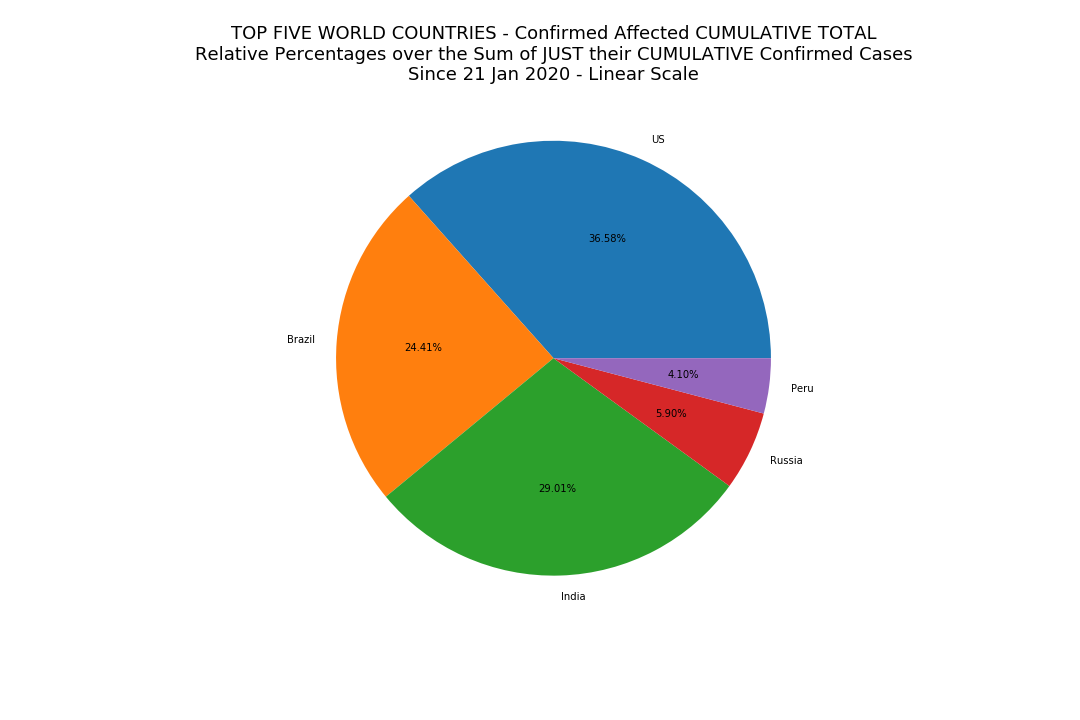 TOP FIVE WORLD COUNTRIES - Confirmed Affected CUMULATIVE TOTAL
Relative Percentages over the Sum of JUST their CUMULATIVE Confirmed Cases
Since 21 Jan 2020 - Linear Scale
US
36.58%
Brazil
24.41%
4.10%
Peru
5.90%
Russia
29.01%
India